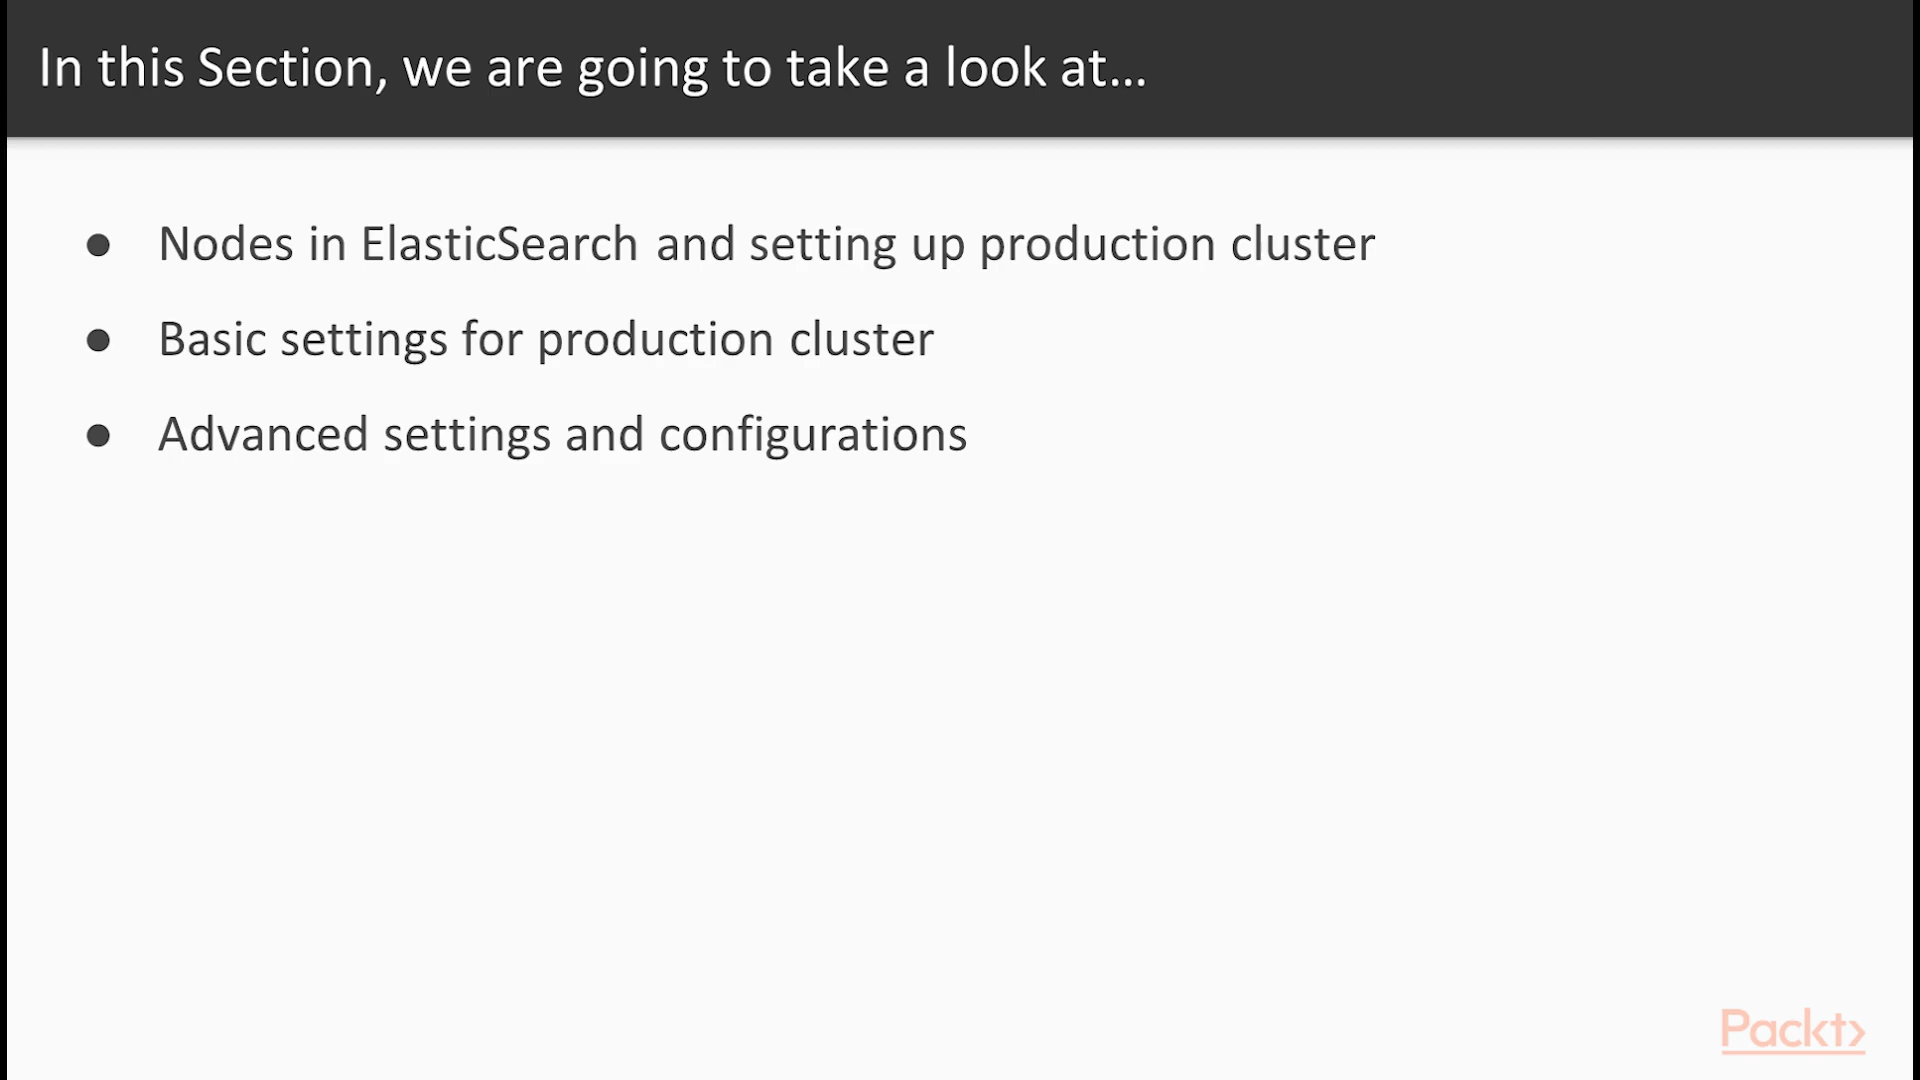 In this Section, we are going to take a look at...
● Nodes in ElasticSearch and setting up production cluster
● Basic settings for production cluster
● Advanced settings and configurations
Packt>